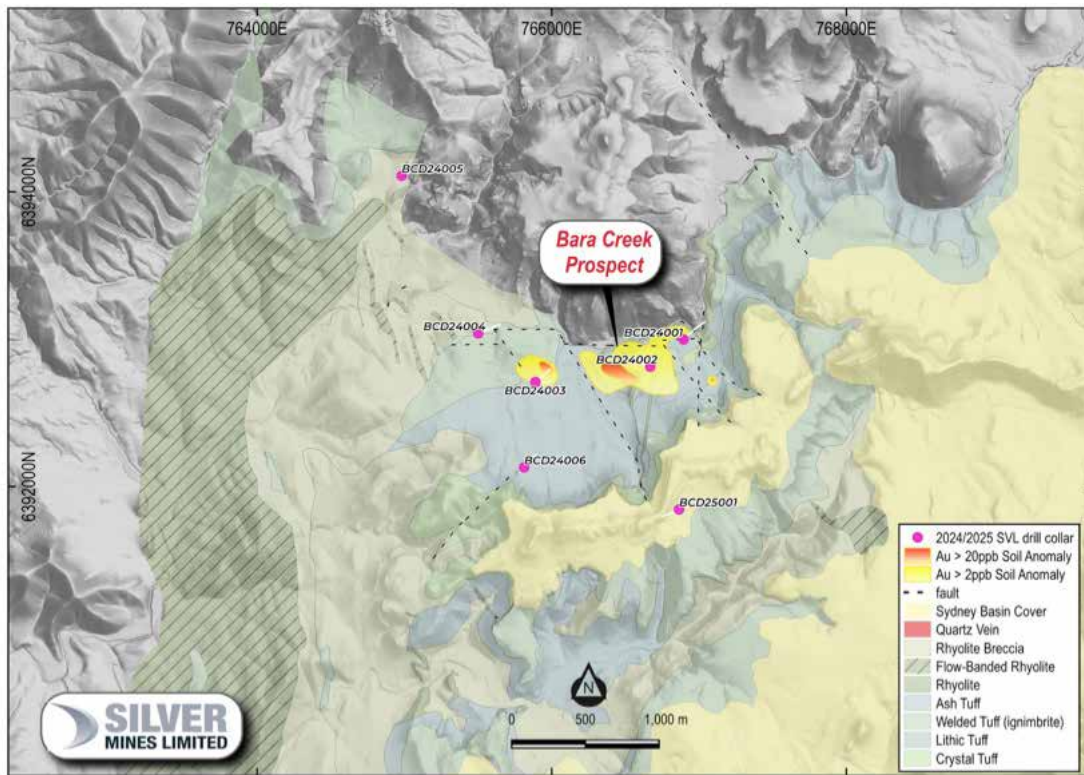 764000E
766000E
768000E
6394000N
6392000N
BCD24005
Bara Creek
Prospect
BCD24004
BCD24001
BCD24002
BCD24003
BCD24006
BCD25001
2024/2025 SVL drill collar
Au > 20ppb Soil Anomaly
Au > 2ppb Soil Anomaly
fault
Sydney Basin Cover
Quartz Vein
Rhyolite Breccia
Flow-Banded Rhyolite
Rhyolite
Ash Tuff
Welded Tuff (ignimbrite)
Lithic Tuff
Crystal Tuff
N
0 500 1,000 m
SILVER
MINES LIMITED